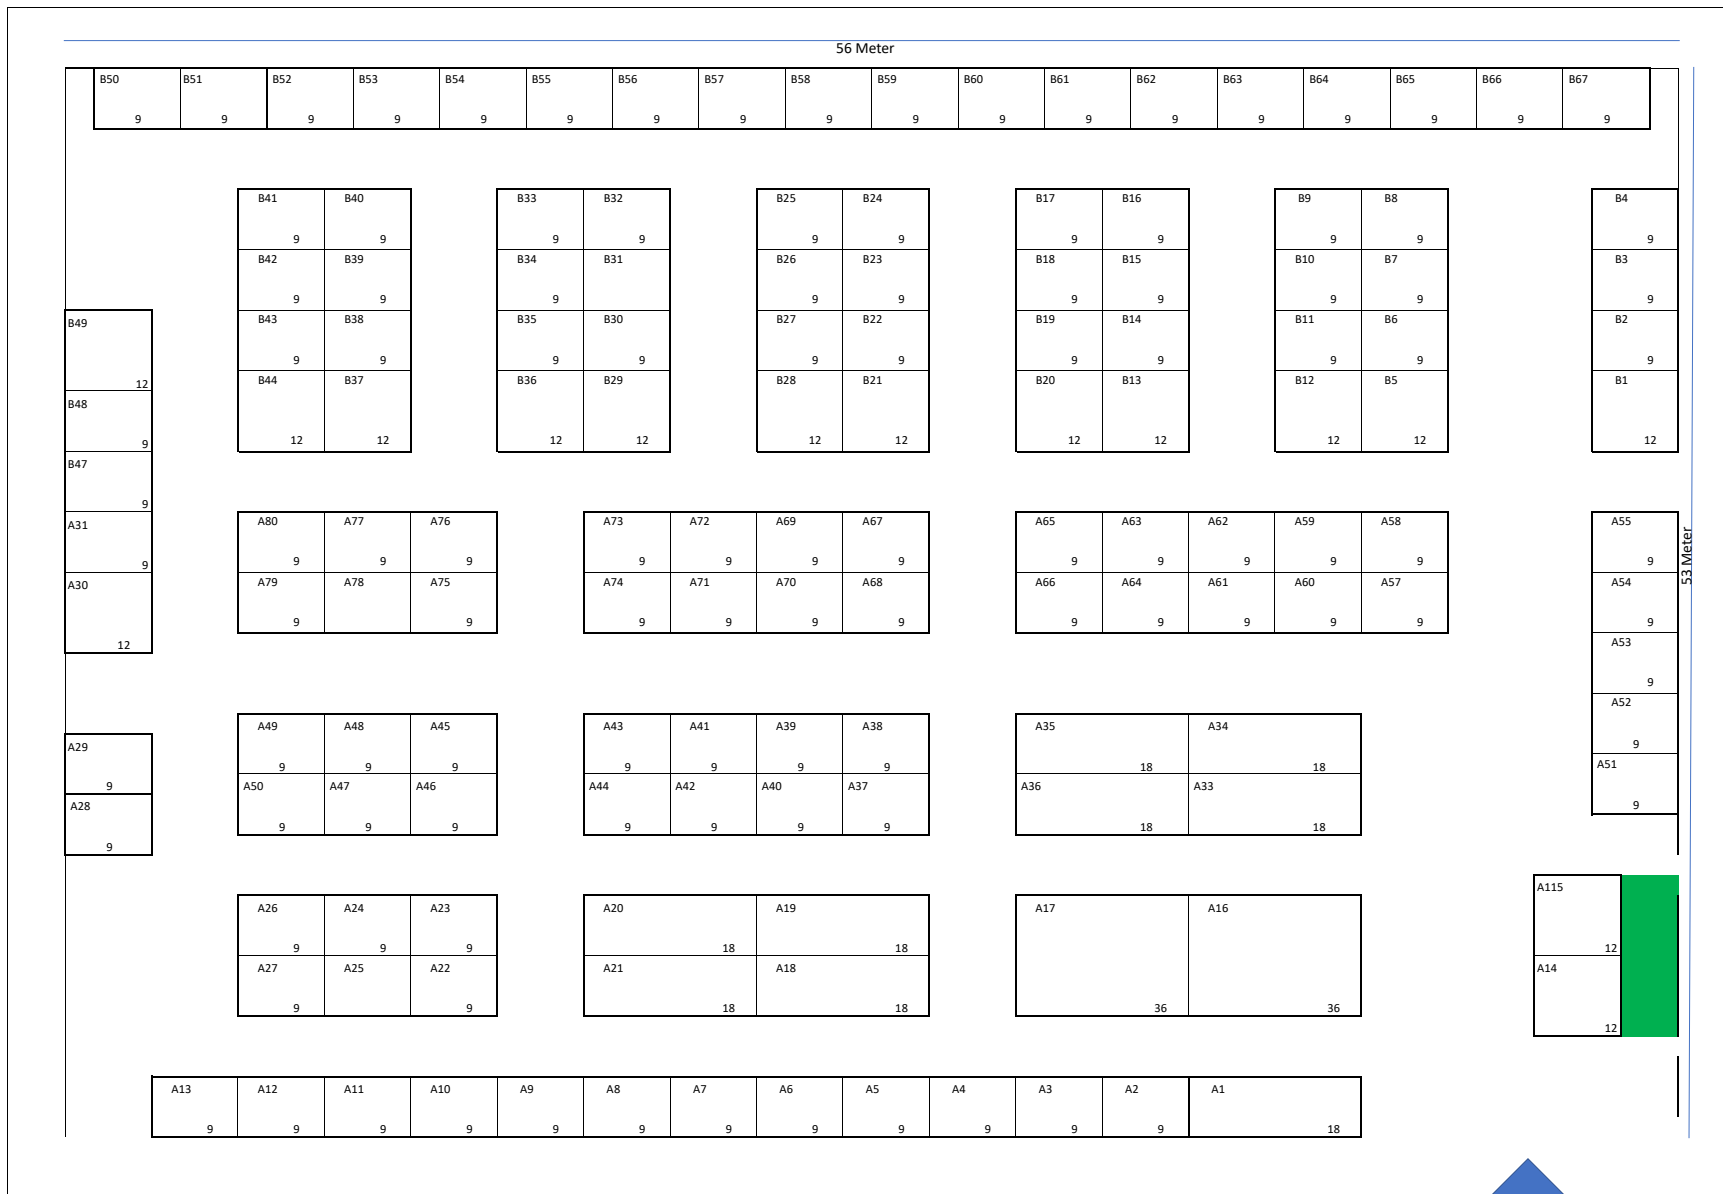 56 Meter
B50 B51 B52 B53 B54 B55 B56 B57 B58 B59 B60 B61 B62 B63 B64 B65 B66 B67
9 9 9 9 9 9 9 9 9 9 9 9 9 9 9 9 9 9
B41 B40 B33 B32 B25 B24 B17 B16 B9 B8 B4
9 9 9 9 9 9 9 9 9 9 9
B42 B39 B34 B31 B26 B23 B18 B15 B10 B7 B3
9 9 9 9 9 9 9 9 9 9
B49 B43 B38 B35 B30 B27 B22 B19 B14 B11 B6 B2
9 9 9 9 9 9 9 9 9 9 9
B44 B37 B36 B29 B28 B21 B20 B13 B12 B5 B1
12
B48
12 12 12 12 12 12 12 12 12 12 12
9
B47
9
A31 A80 A77 A76 A73 A72 A69 A67 A65 A63 A62 A59 A58 A55
9 9 9 9 9 9 9 9 9 9 9 9 9 9
53 Meter
A30 A79 A78 A75 A74 A71 A70 A68 A66 A64 A61 A60 A57 A54
9 9 9 9 9 9 9 9 9 9 9 9
12
A53
9
A52
A49 A48 A45 A43 A41 A39 A38 A35 A34
9
A29
9 9 9 9 9 9 9 18 18
A51
9
A50 A47 A46 A44 A42 A40 A37 A36 A33
A28
9
9 9 9 9 9 9 9 18 18
9
A115
A26 A24 A23 A20 A19 A17 A16
9 9 9 18 18 12
A27 A25 A22 A21 A18 A14
9 9 18 18 36 36
12
A13 A12 A11 A10 A9 A8 A7 A6 A5 A4 A3 A2 A1
9 9 9 9 9 9 9 9 9 9 9 9 18